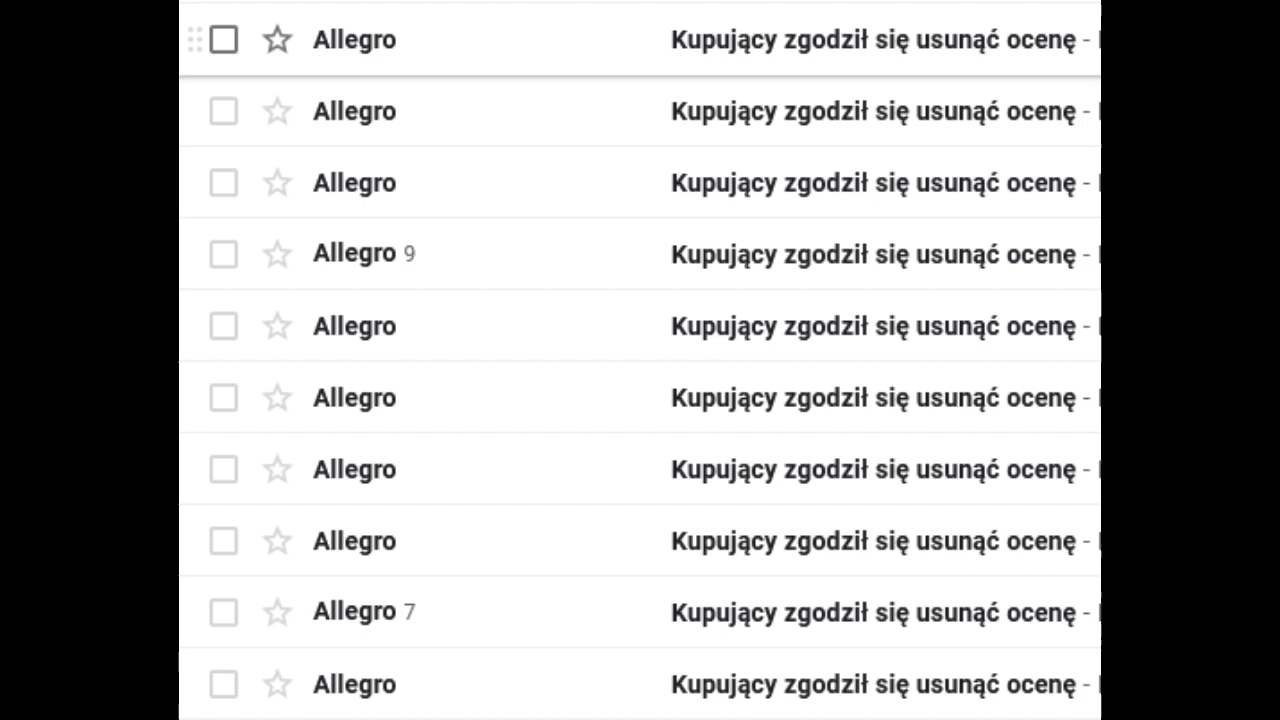 Allegro Kupujący zgodził się usunąć ocenę -
Allegro Kupujący zgodził się usunąć ocenę -
Allegro Kupujący zgodził się usunąć ocenę -
Allegro 9 Kupujący zgodził się usunąć ocenę -
Allegro Kupujący zgodził się usunąć ocenę -
Allegro Kupujący zgodził się usunąć ocenę -
Allegro Kupujący zgodził się usunąć ocenę -
Allegro Kupujący zgodził się usunąć ocenę -
Allegro 7 Kupujący zgodził się usunąć ocenę -
Allegro Kupujący zgodził się usunąć ocenę -